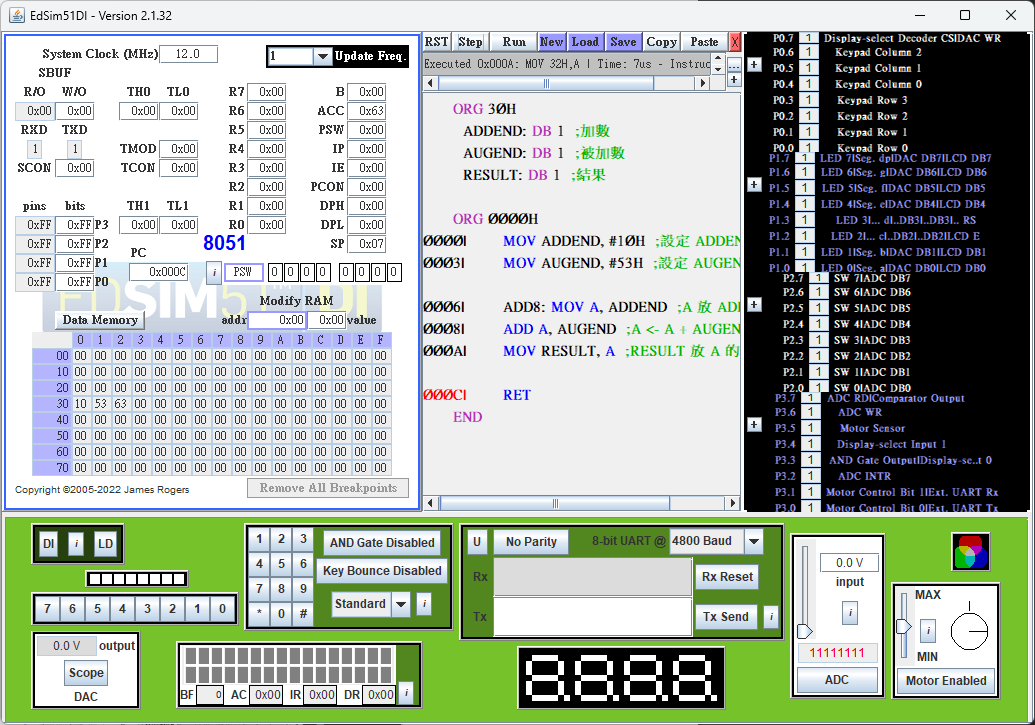 EdSim51DI - Version 2.1.32
System Clock (MHz) 12.0 1 Update Freq.
SBUF
R/O W/O TH0 TL0 R7 0x00 B 0x00
0x00 0x00 0x00 0x00 R6 0x00 ACC 0x63
RXD TXD R5 0x00 PSW 0x00
1 1 TMOD 0x00 R4 0x00 IP 0x00
SCON 0x00 TCON 0x00 R3 0x00 IE 0x00
R2 0x00 PCON 0x00
pins bits TH1 TL1 R1 0x00 DPH 0x00
0xFF 0xFF P3 0x00 0x00 R0 0x00 DPL 0x00
0xFF 0xFF P2 8051 SP 0x07
0xFF 0xFF P1 PC
0xFF 0xFF P0 0x000C i PSW 0 0 0 0 0 0 0 0
EDSIM51DI
Modify RAM
Data Memory addr 0x00 0x00 value
0 1 2 3 4 5 6 7 8 9 A B C D E F
00 00 00 00 00 00 00 00 00 00 00 00 00 00 00 00 00
10 00 00 00 00 00 00 00 00 00 00 00 00 00 00 00 00
20 00 00 00 00 00 00 00 00 00 00 00 00 00 00 00 00
30 10 53 63 00 00 00 00 00 00 00 00 00 00 00 00 00
40 00 00 00 00 00 00 00 00 00 00 00 00 00 00 00 00
50 00 00 00 00 00 00 00 00 00 00 00 00 00 00 00 00
60 00 00 00 00 00 00 00 00 00 00 00 00 00 00 00 00
70 00 00 00 00 00 00 00 00 00 00 00 00 00 00 00 00
Copyright ©2005-2022 James Rogers Remove All Breakpoints
RST Step Run New Load Save Copy Paste X
Executed 0x000A: MOV 32H,A | Time: 7us - Instruc
...
+
ORG 30H
ADDEND: DB 1 ;加數
AUGEND: DB 1 ;被加數
RESULT: DB 1 ;結果
ORG 0000H
0000| MOV ADDEND, #10H ;設定 ADDEN
0003| MOV AUGEND, #53H ;設定 AUGEN
0006| ADD8: MOV A, ADDEND ;A 放 ADD
0008| ADD A, AUGEND ;A <- A + AUGEN
000A| MOV RESULT, A ;RESULT 放 A 的
000C| RET
END
P0.7 1 Display-select Decoder CS|DAC WR
P0.6 1 Keypad Column 2
+ P0.5 1 Keypad Column 1
P0.4 1 Keypad Column 0
P0.3 1 Keypad Row 3
P0.2 1 Keypad Row 2
P0.1 1 Keypad Row 1
P0.0 1 Keypad Row 0
P1.7 1 LED 7|Seg. dp|DAC DB7|LCD DB7
P1.6 1 LED 6|Seg. g|DAC DB6|LCD DB6
+ P1.5 1 LED 5|Seg. f|DAC DB5|LCD DB5
P1.4 1 LED 4|Seg. e|DAC DB4|LCD DB4
P1.3 1 LED 3|... d|..DB3|..DB3|.. RS
P1.2 1 LED 2|... c|..DB2|..DB2|LCD E
P1.1 1 LED 1|Seg. b|DAC DB1|LCD DB1
P1.0 1 LED 0|Seg. a|DAC DB0|LCD DB0
P2.7 1 SW 7|ADC DB7
P2.6 1 SW 6|ADC DB6
+ P2.5 1 SW 5|ADC DB5
P2.4 1 SW 4|ADC DB4
P2.3 1 SW 3|ADC DB3
P2.2 1 SW 2|ADC DB2
P2.1 1 SW 1|ADC DB1
P2.0 1 SW 0|ADC DB0
P3.7 1 ADC RD|Comparator Output
P3.6 1 ADC WR
+ P3.5 1 Motor Sensor
P3.4 1 Display-select Input 1
P3.3 1 AND Gate Output|Display-se..t 0
P3.2 1 ADC INTR
P3.1 1 Motor Control Bit 1|Ext. UART Rx
P3.0 1 Motor Control Bit 0|Ext. UART Tx
DI i LD
7 6 5 4 3 2 1 0
0.0 V output
Scope
DAC
1 2 3 AND Gate Disabled
4 5 6 Key Bounce Disabled
7 8 9
* 0 # Standard i
BF 0 AC 0x00 IR 0x00 DR 0x00 i
U No Parity 8-bit UART @ 4800 Baud
Rx Rx Reset
Tx Tx Send i
8.8.8.8.
0.0 V
input
i
11111111
ADC
MAX
i
MIN
Motor Enabled